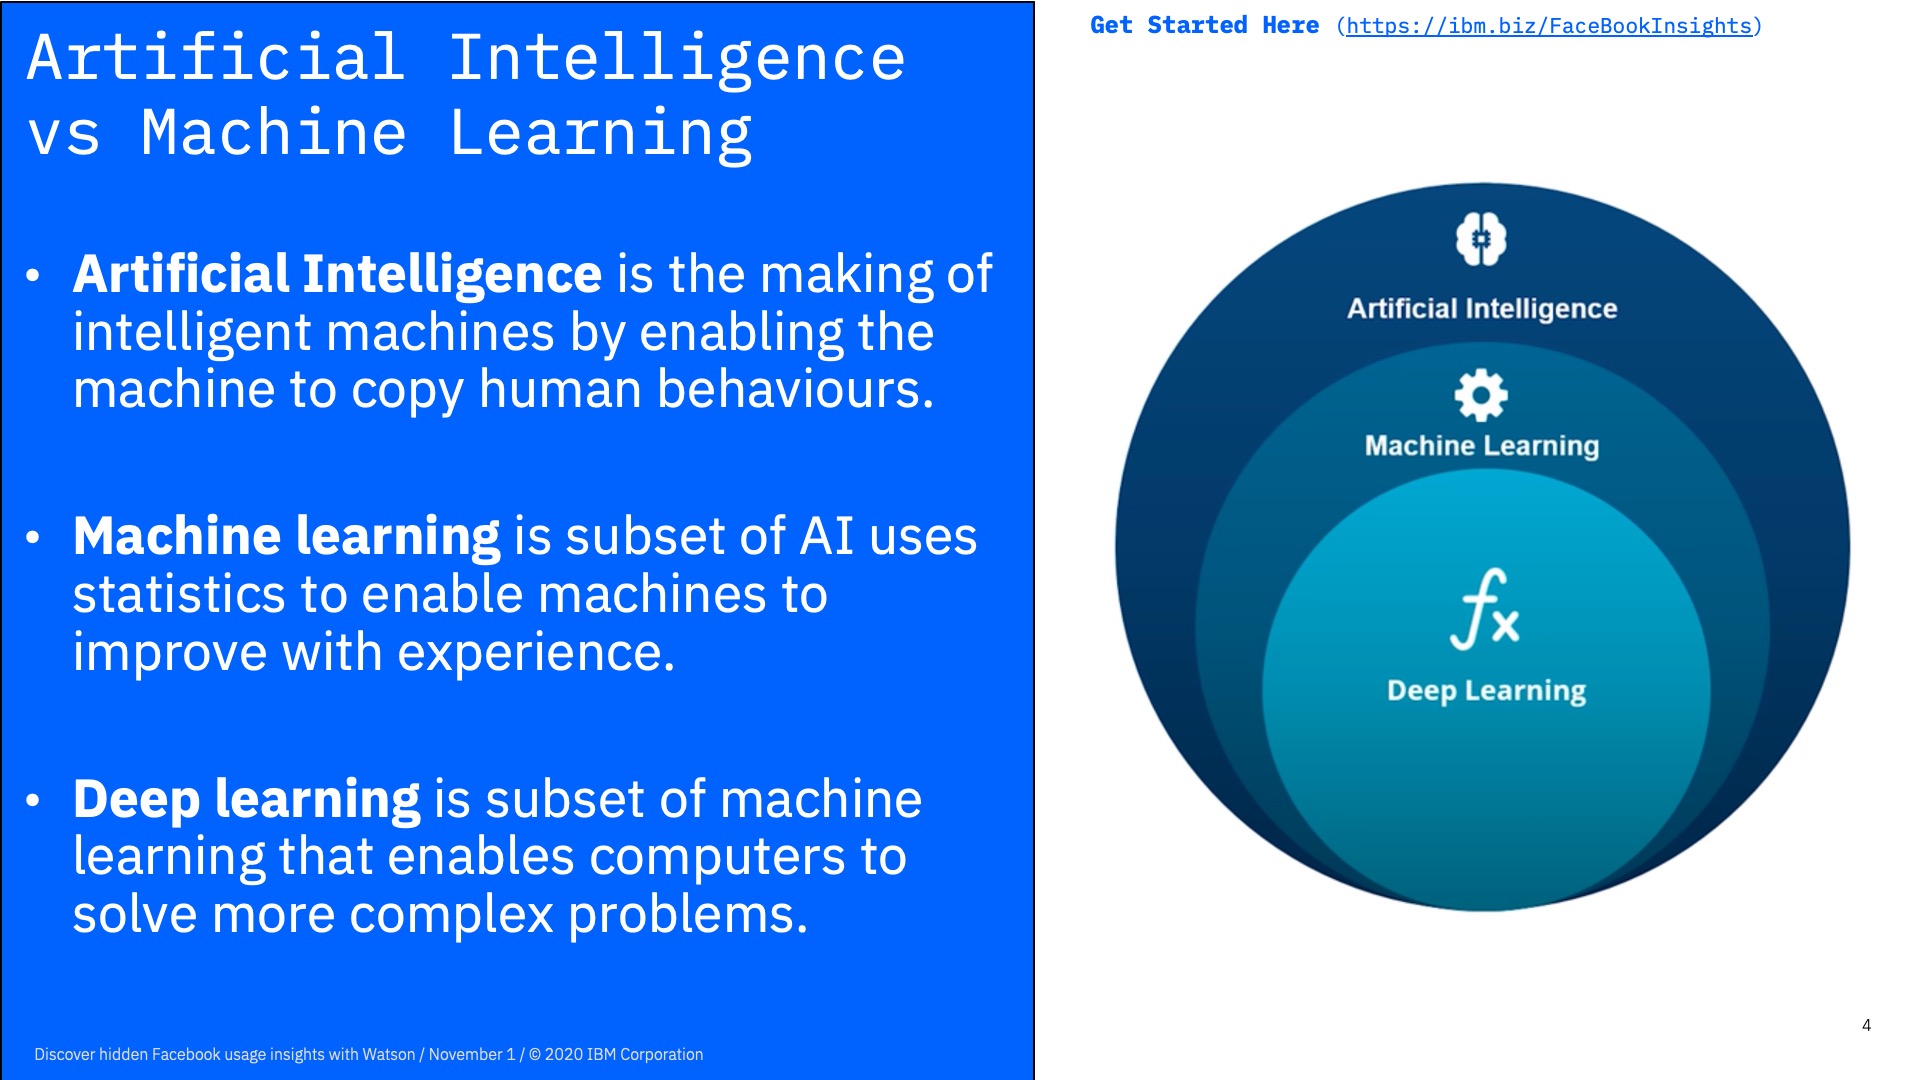 Artificial Intelligence
vs Machine Learning
• Artificial Intelligence is the making of
intelligent machines by enabling the
machine to copy human behaviours.
• Machine learning is subset of AI uses
statistics to enable machines to
improve with experience.
• Deep learning is subset of machine
learning that enables computers to
solve more complex problems.
Discover hidden Facebook usage insights with Watson / November 1 / © 2020 IBM Corporation
Get Started Here (https://ibm.biz/FaceBookInsights)
Artificial Intelligence
Machine Learning
fx
Deep Learning
4